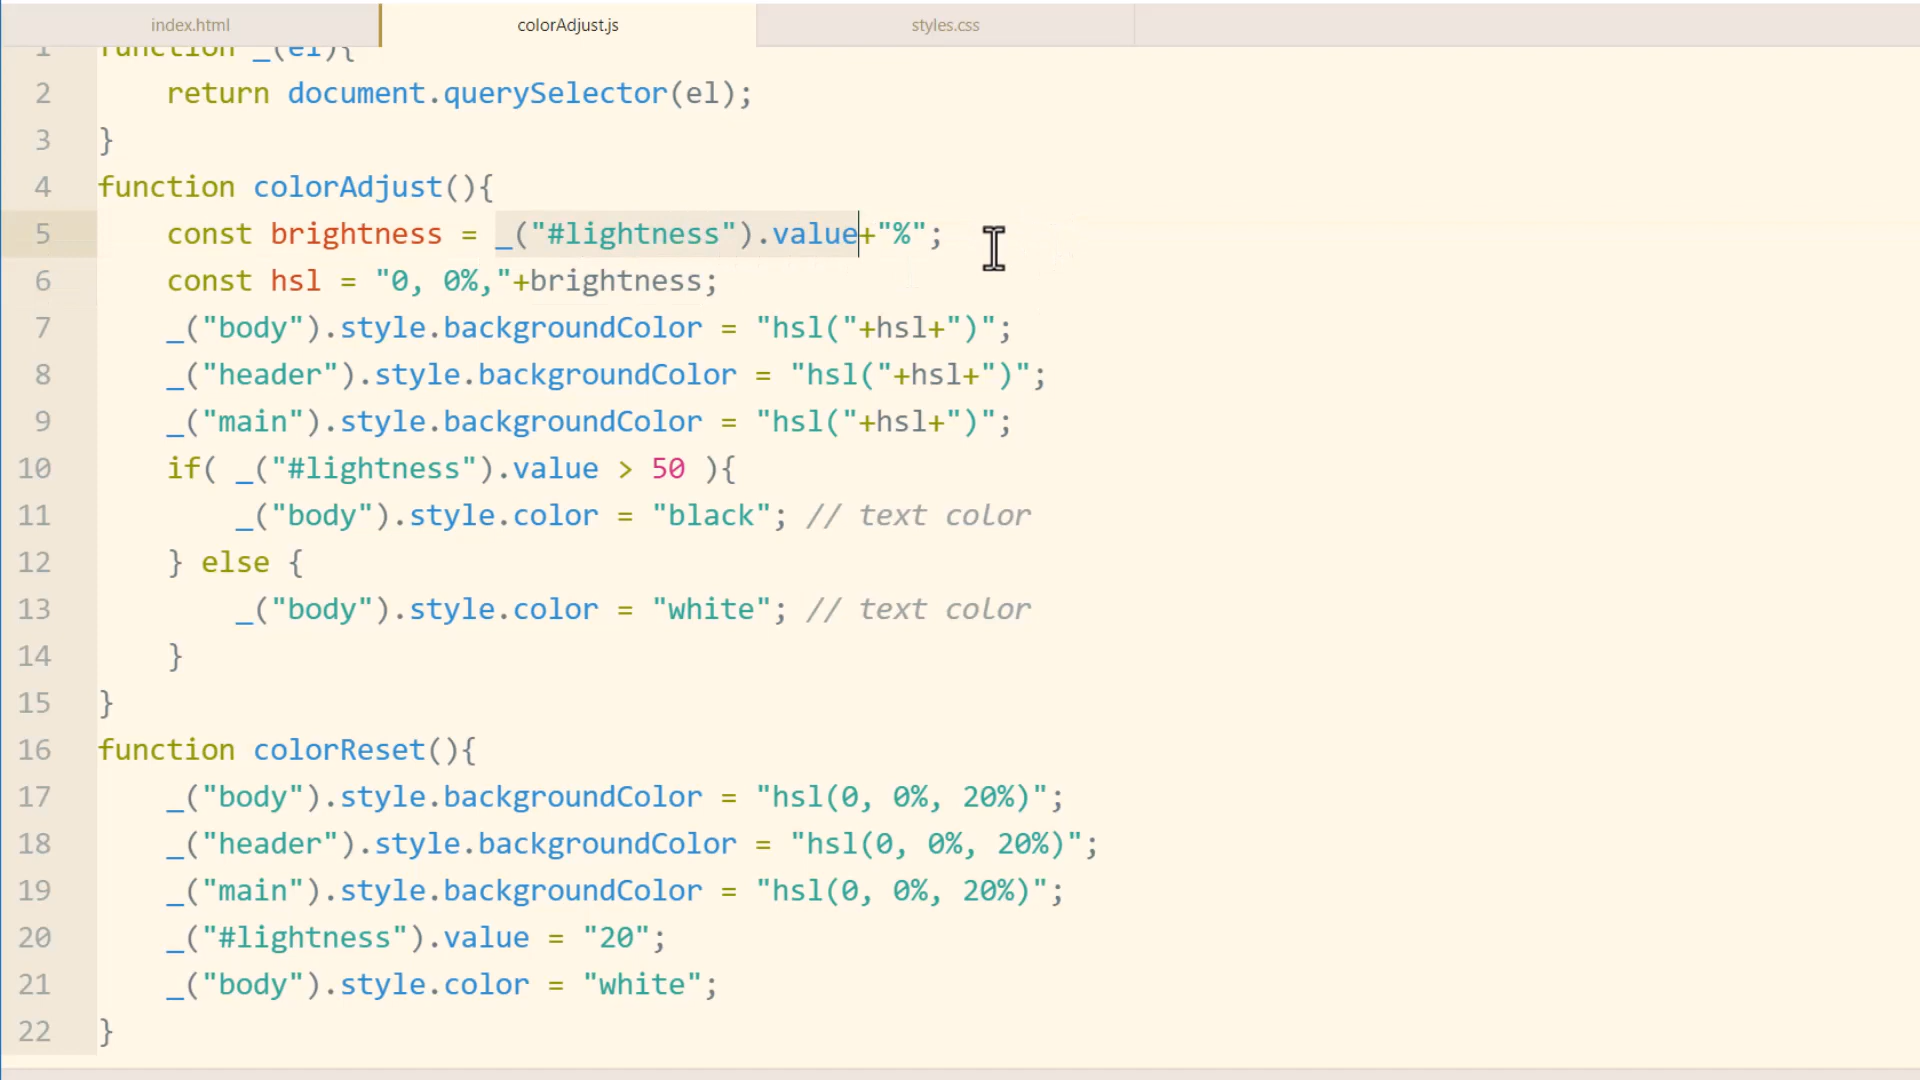 index.html
colorAdjust.js
styles.css
1 function _(el){
2 return document.querySelector(el);
3 }
4 function colorAdjust(){
5 const brightness = _("#lightness").value+"%";
6 const hsl = "0, 0%,"+brightness;
7 _("body").style.backgroundColor = "hsl("+hsl+")";
8 _("header").style.backgroundColor = "hsl("+hsl+")";
9 _("main").style.backgroundColor = "hsl("+hsl+")";
10 if( _("#lightness").value > 50 ){
11 _("body").style.color = "black"; // text color
12 } else {
13 _("body").style.color = "white"; // text color
14 }
15 }
16 function colorReset(){
17 _("body").style.backgroundColor = "hsl(0, 0%, 20%)";
18 _("header").style.backgroundColor = "hsl(0, 0%, 20%)";
19 _("main").style.backgroundColor = "hsl(0, 0%, 20%)";
20 _("#lightness").value = "20";
21 _("body").style.color = "white";
22 }